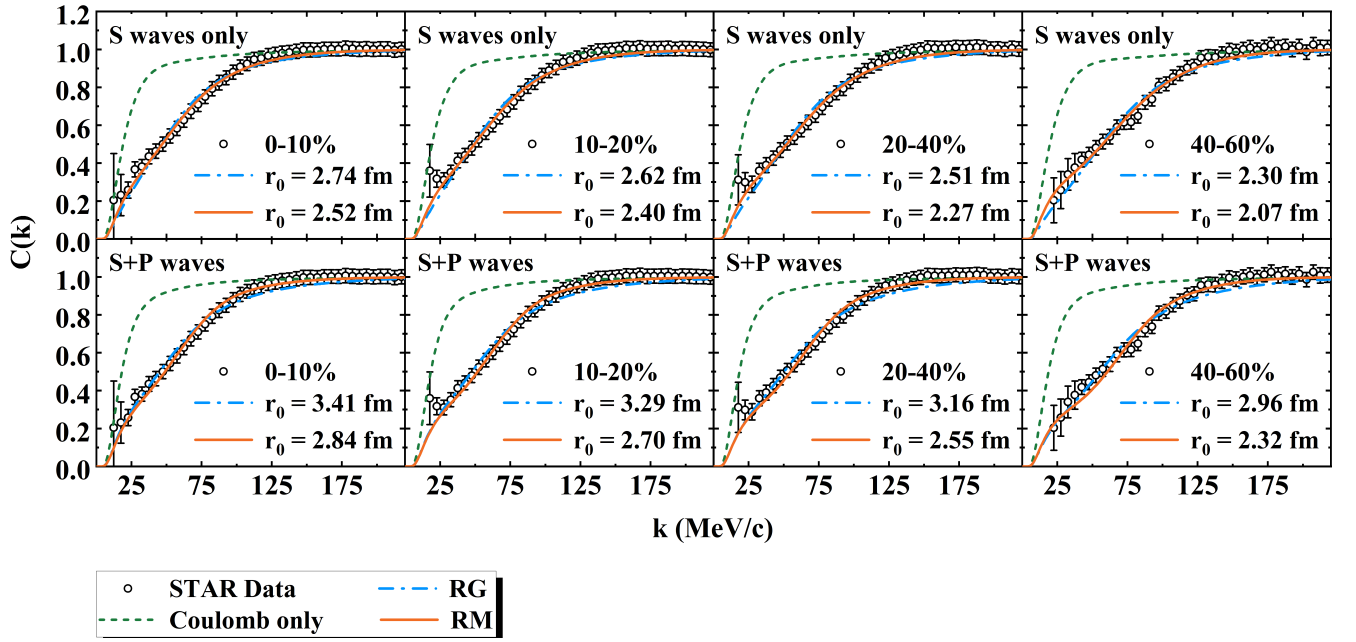 S waves only
0-10%
r0 = 2.74 fm
r0 = 2.52 fm
S waves only
10-20%
r0 = 2.62 fm
r0 = 2.40 fm
S waves only
20-40%
r0 = 2.51 fm
r0 = 2.27 fm
S waves only
40-60%
r0 = 2.30 fm
r0 = 2.07 fm
1.2
1.0
0.8
0.6
0.4
0.2
0.0
C(k)
S+P waves
0-10%
r0 = 3.41 fm
r0 = 2.84 fm
S+P waves
10-20%
r0 = 3.29 fm
r0 = 2.70 fm
S+P waves
20-40%
r0 = 3.16 fm
r0 = 2.55 fm
S+P waves
40-60%
r0 = 2.96 fm
r0 = 2.32 fm
1.0
0.8
0.6
0.4
0.2
0.0
25 75 125 175 25 75 125 175 25 75 125 175 25 75 125 175
k (MeV/c)
STAR Data RG
Coulomb only RM